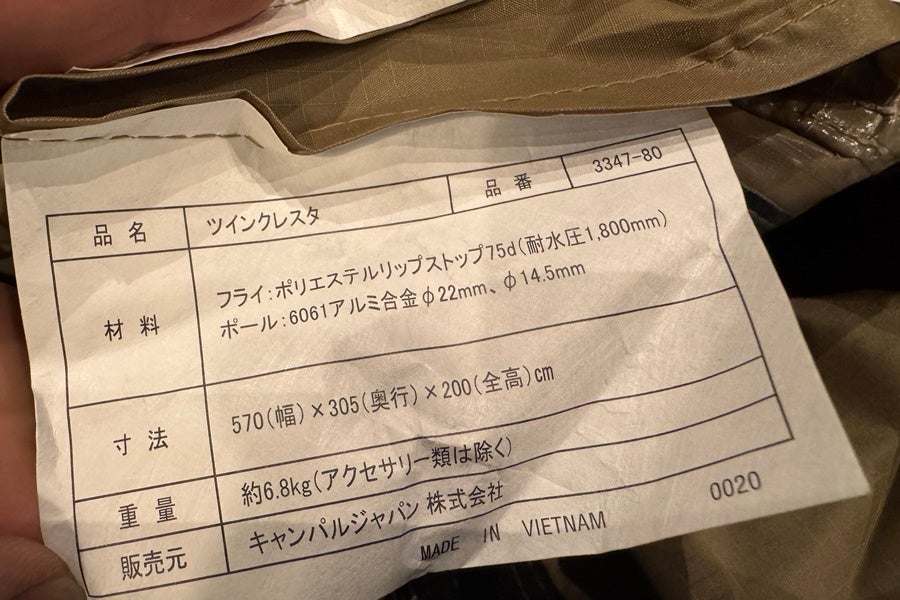 品名 ツインクレスタ 品番 3347-80
材料 フライ:ポリエステルリップストップ75d(耐水圧1,800mm)
ポール:6061アルミ合金φ22mm、φ14.5mm
寸法 570(幅)×305(奥行)×200(全高)cm
重量 約6.8kg(アクセサリー類は除く)
販売元 キャンパルジャパン 株式会社
MADE IN VIETNAM 0020